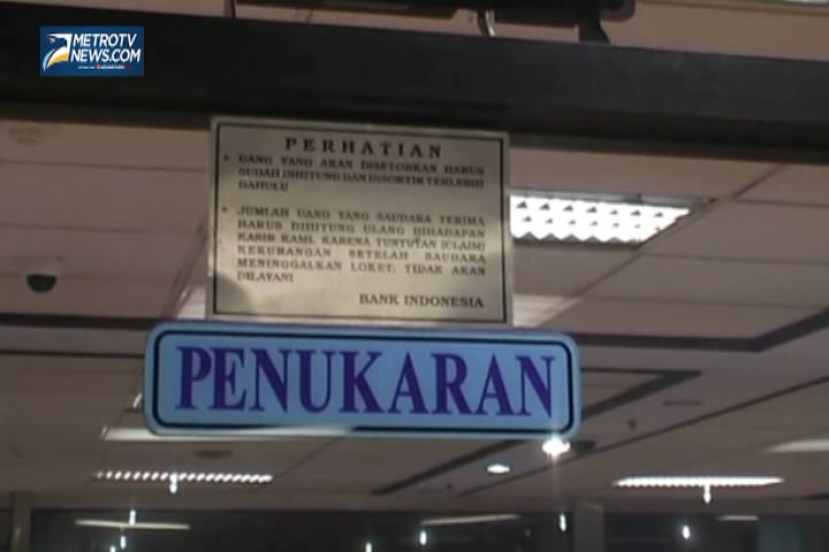 METROTV
NEWS.COM
PERHATIAN
• UANG YANG AKAN DISETORKAN HARUS
SUDAH DIHITUNG DAN DISORTIR TERLEBIH
DAHULU
• JUMLAH UANG YANG SAUDARA TERIMA
HARUS DIHITUNG ULANG DIHADAPAN
KASIR KAMI, KARENA TUNTUTAN (CLAIM)
KEKURANGAN SETELAH SAUDARA
MENINGGALKAN LOKET, TIDAK AKAN
DILAYANI
BANK INDONESIA
PENUKARAN